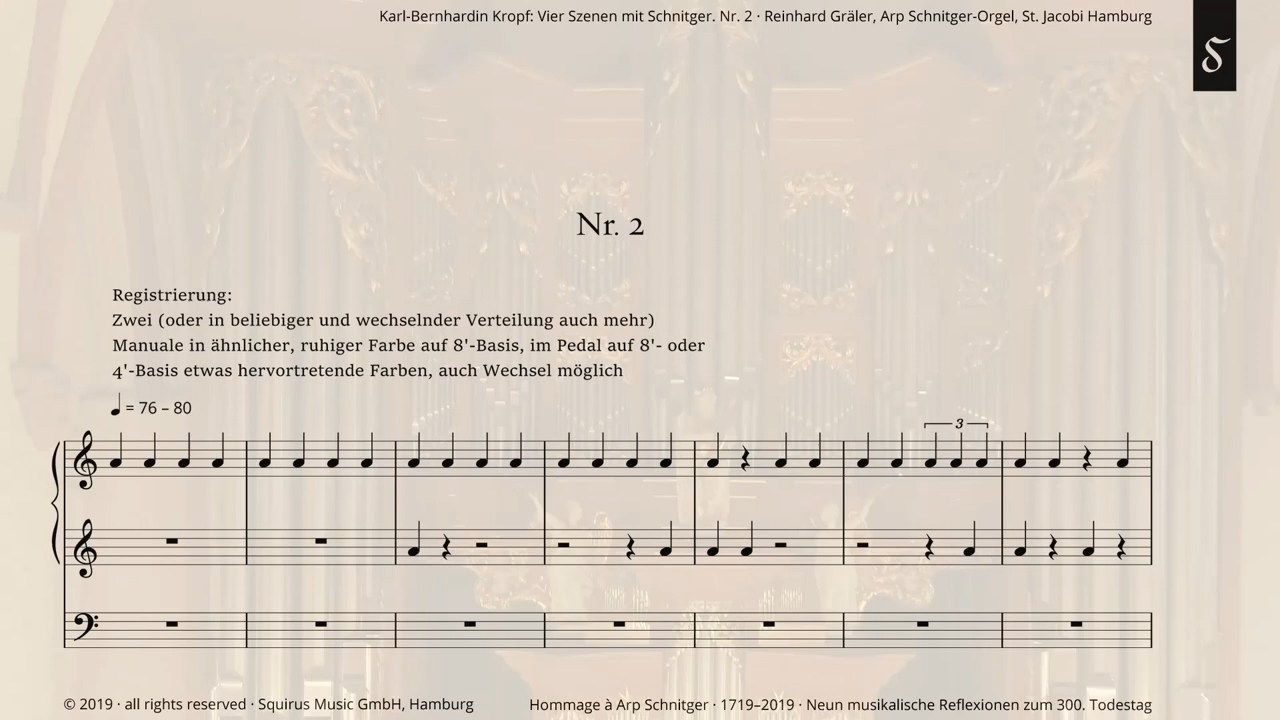 Karl-Bernhardin Kropf: Vier Szenen mit Schnitger. Nr. 2 · Reinhard Gräler, Arp Schnitger-Orgel, St. Jacobi Hamburg
Nr. 2
Registrierung:
Zwei (oder in beliebiger und wechselnder Verteilung auch mehr)
Manuale in ähnlicher, ruhiger Farbe auf 8'-Basis, im Pedal auf 8'- oder
4'-Basis etwas hervortretende Farben, auch Wechsel möglich
♩ = 76 – 80
3
© 2019 · all rights reserved · Squirus Music GmbH, Hamburg
Hommage à Arp Schnitger · 1719–2019 · Neun musikalische Reflexionen zum 300. Todestag